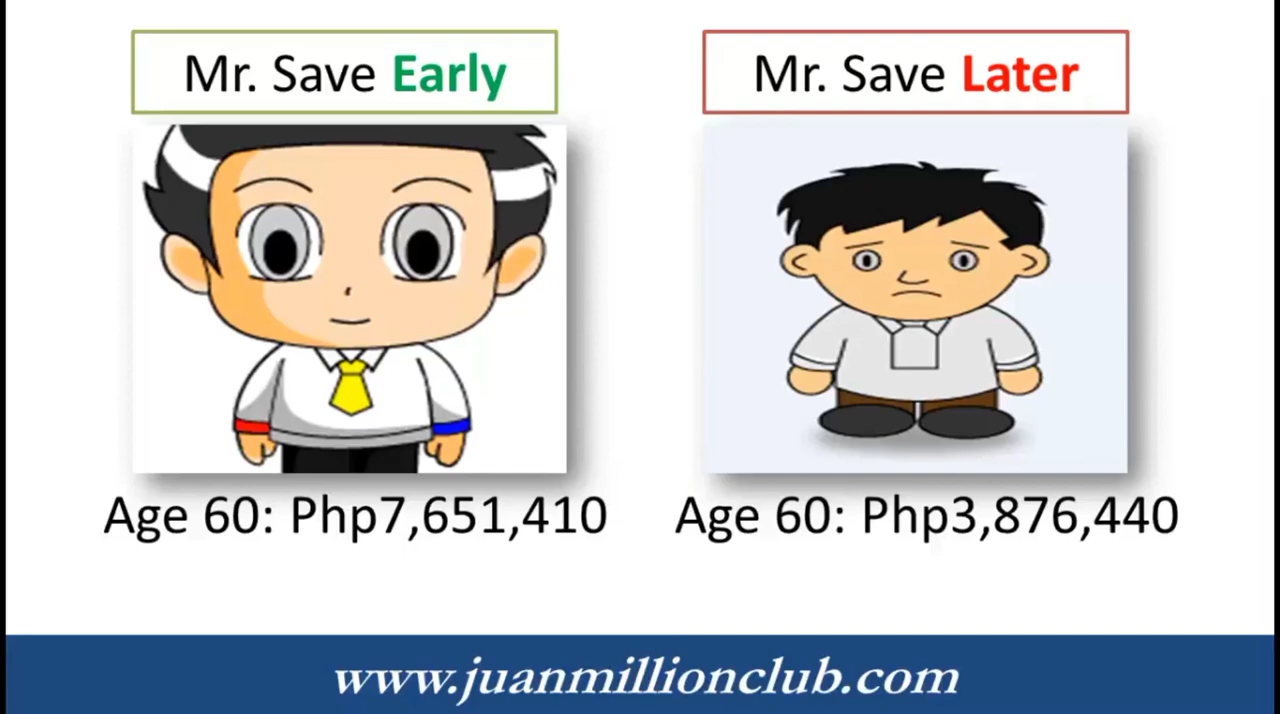 Mr. Save Early
Mr. Save Later
Age 60: Php7,651,410
Age 60: Php3,876,440
www.juanmillionclub.com